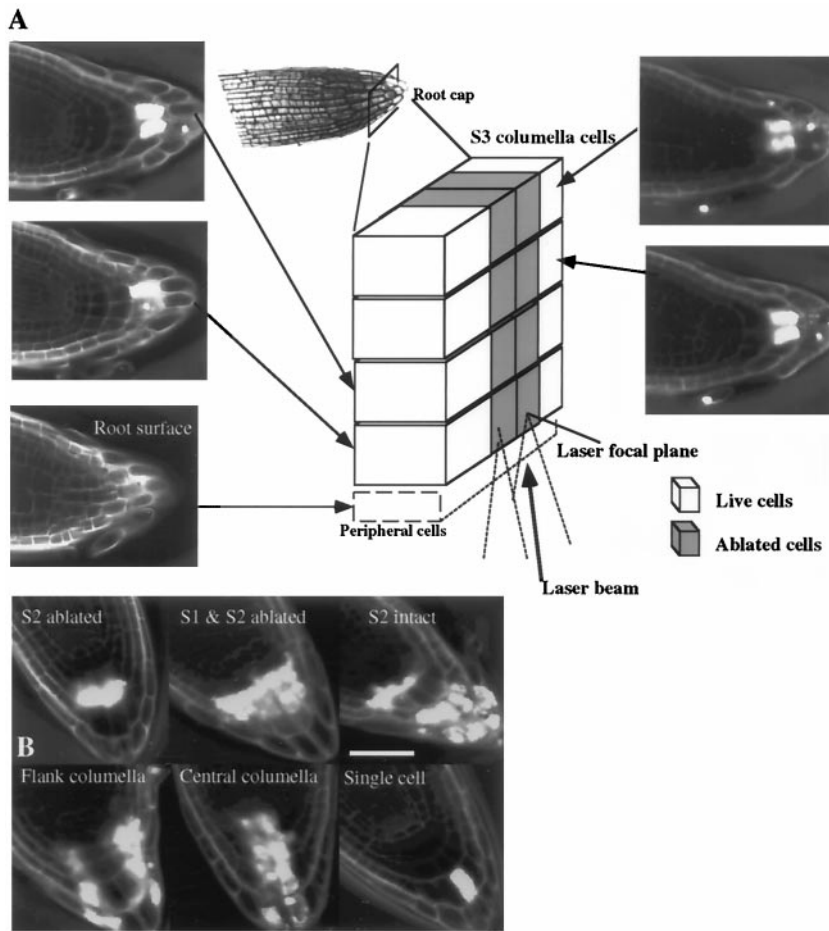 A
Root cap
S3 columella cells
Root surface
Laser focal plane
Live cells
Peripheral cells
Ablated cells
Laser beam
S2 ablated
S1 & S2 ablated
S2 intact
B
Flank columella
Central columella
Single cell